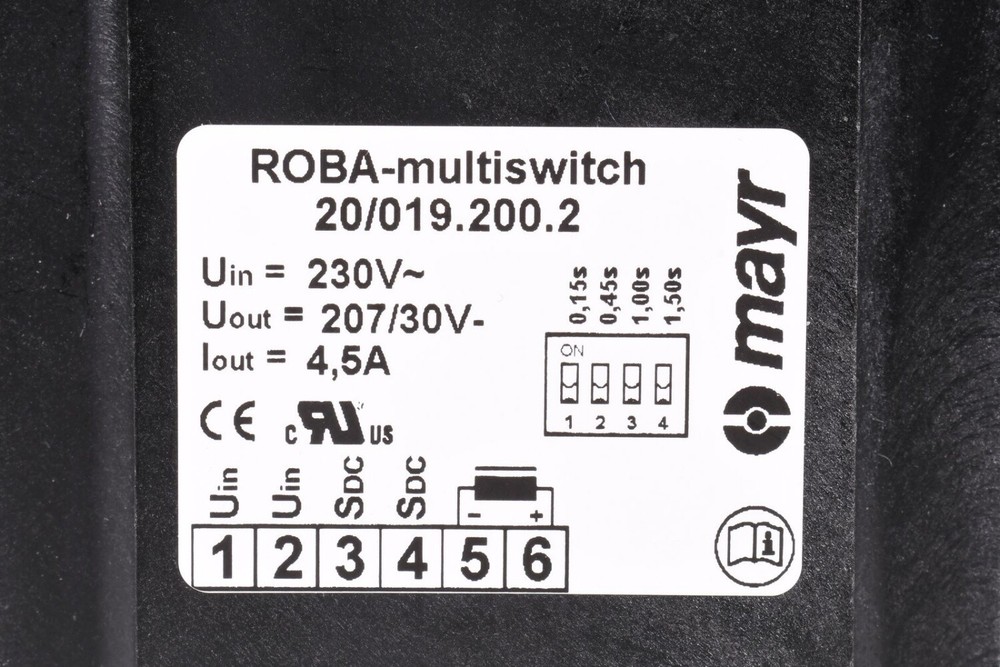 ROBA-multiswitch
20/019.200.2
Uin = 230V~
Uout = 207/30V-
Iout = 4,5A
0,15s 0,45s 1,00s 1,50s
ON
1 2 3 4
mayr
CE c RU US
Uin Uin SDC SDC
- +
1 2 3 4 5 6
i